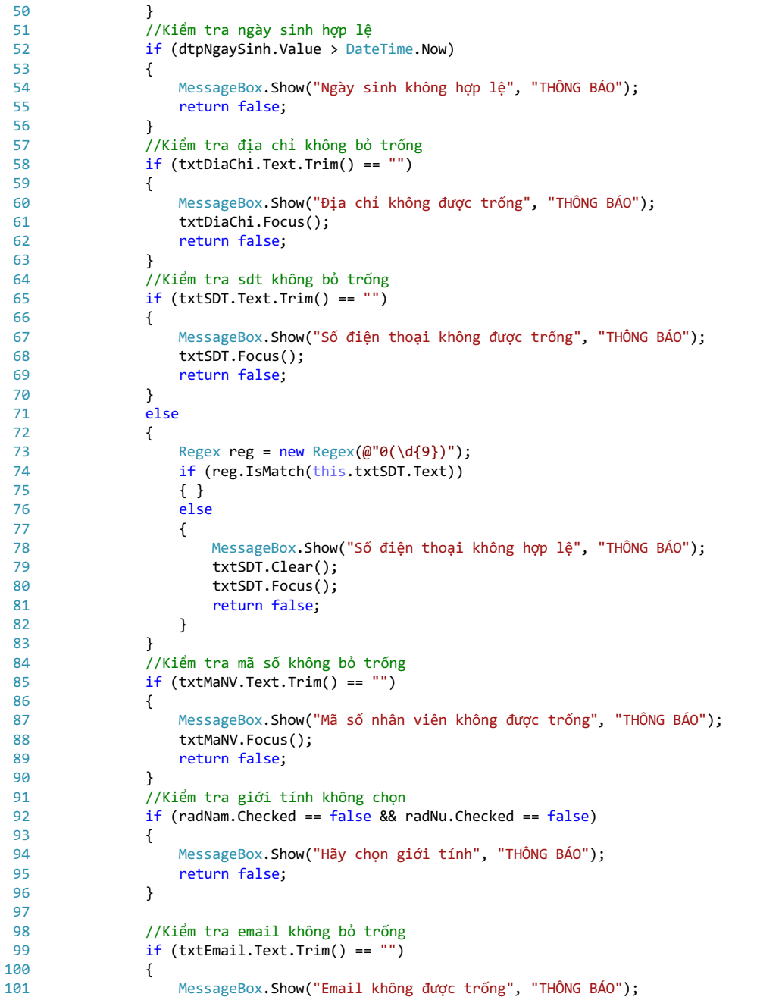 50 }
51 //Kiểm tra ngày sinh hợp lệ
52 if (dtpNgaySinh.Value > DateTime.Now)
53 {
54 MessageBox.Show("Ngày sinh không hợp lệ", "THÔNG BÁO");
55 return false;
56 }
57 //Kiểm tra địa chỉ không bỏ trống
58 if (txtDiaChi.Text.Trim() == "")
59 {
60 MessageBox.Show("Địa chỉ không được trống", "THÔNG BÁO");
61 txtDiaChi.Focus();
62 return false;
63 }
64 //Kiểm tra sdt không bỏ trống
65 if (txtSDT.Text.Trim() == "")
66 {
67 MessageBox.Show("Số điện thoại không được trống", "THÔNG BÁO");
68 txtSDT.Focus();
69 return false;
70 }
71 else
72 {
73 Regex reg = new Regex(@"0(\d{9})");
74 if (reg.IsMatch(this.txtSDT.Text))
75 { }
76 else
77 {
78 MessageBox.Show("Số điện thoại không hợp lệ", "THÔNG BÁO");
79 txtSDT.Clear();
80 txtSDT.Focus();
81 return false;
82 }
83 }
84 //Kiểm tra mã số không bỏ trống
85 if (txtMaNV.Text.Trim() == "")
86 {
87 MessageBox.Show("Mã số nhân viên không được trống", "THÔNG BÁO");
88 txtMaNV.Focus();
89 return false;
90 }
91 //Kiểm tra giới tính không chọn
92 if (radNam.Checked == false && radNu.Checked == false)
93 {
94 MessageBox.Show("Hãy chọn giới tính", "THÔNG BÁO");
95 return false;
96 }
97
98 //Kiểm tra email không bỏ trống
99 if (txtEmail.Text.Trim() == "")
100 {
101 MessageBox.Show("Email không được trống", "THÔNG BÁO");